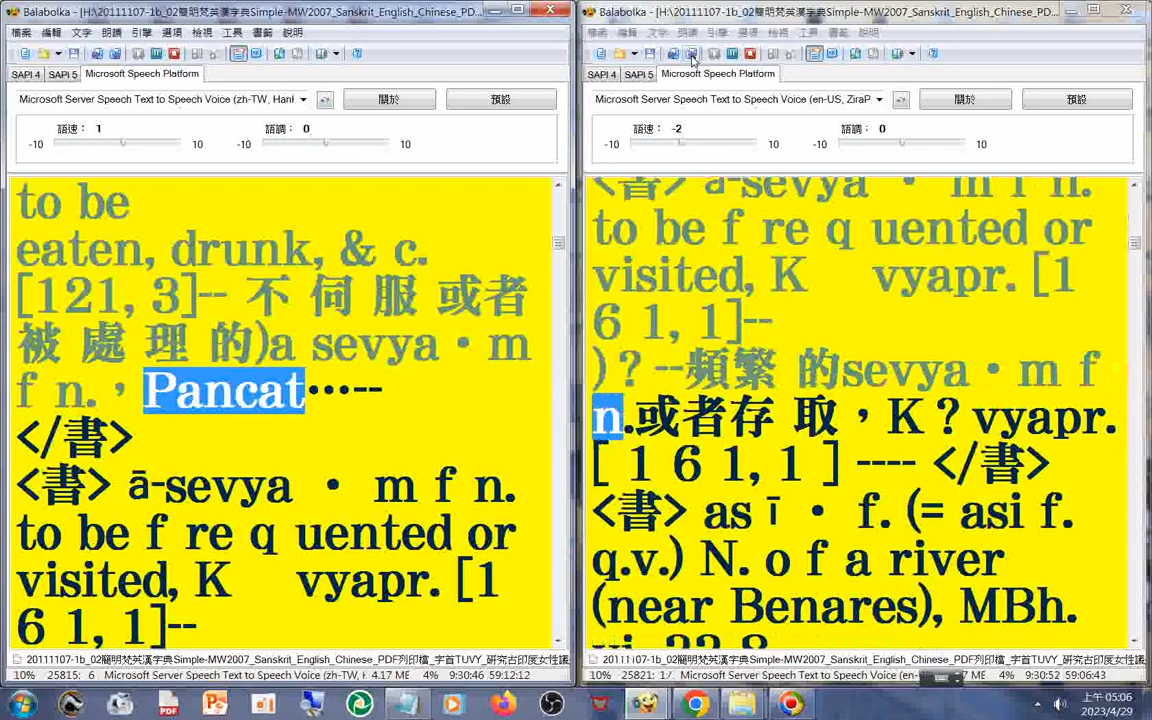 Balabolka - [H:\20111107-1b_02簡明梵英漢字典Simple-MW2007_Sanskrit_English_Chinese_PD...
檔案 編輯 文字 朗讀 引擎 選項 檢視 工具 書籤 說明
SAPI 4 SAPI 5 Microsoft Speech Platform
Microsoft Server Speech Text to Speech Voice (zh-TW, Hanl
關於 預設
語速： 1 語調： 0
-10 10 -10 10
to be
eaten, drunk, & c.
[121, 3]-- 不 伺 服 或者
被 處 理 的)a sevya・m
f n.，Pancat…--
</書>
<書> ā-sevya ・ m f n.
to be f re q uented or
visited, K vyapr. [1
6 1, 1]--
20111107-1b_02簡明梵英漢字典Simple-MW2007_Sanskrit_English_Chinese_PDF列印檔_字首TUVY_研究古印度女性議
10% 25815: 6 Microsoft Server Speech Text to Speech Voice (zh-TW, H 4.17 ME 4% 9:30:46 59:12:12
Balabolka - [H:\20111107-1b_02簡明梵英漢字典Simple-MW2007_Sanskrit_English_Chinese_PD...
檔案 編輯 文字 朗讀 引擎 選項 檢視 工具 書籤 說明
SAPI 4 SAPI 5 Microsoft Speech Platform
Microsoft Server Speech Text to Speech Voice (en-US, ZiraP
關於 預設
語速： -2 語調： 0
-10 10 -10 10
<書> a-sevya ・ m f n.
to be f re q uented or
visited, K vyapr. [1
6 1, 1]--
)？--頻繁 的sevya・m f
n.或者存 取，K？vyapr.
[ 1 6 1, 1 ] ---- </書>
<書> as ī ・ f. (= asi f.
q.v.) N. o f a river
(near Benares), MBh.
20111107-1b_02簡明梵英漢字典Simple-MW2007_Sanskrit_English_Chinese_PDF列印檔_字首TUVY_研究古印度女性議
10% 25821: Microsoft Server Speech Text to Speech Voice (en-U 4.17 ME 4% 9:30:52 59:06:43
上午 05:06
2023/4/29